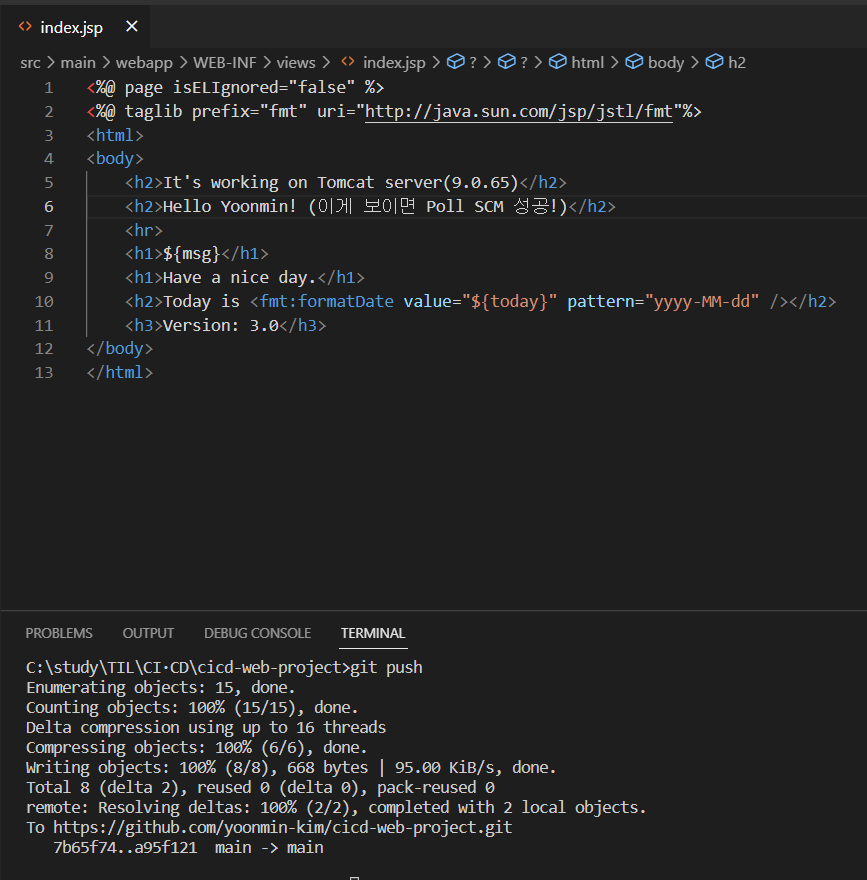 index.jsp
src > main > webapp > WEB-INF > views > index.jsp > ? > ? > html > body > h2
1 <%@ page isELIgnored="false" %>
2 <%@ taglib prefix="fmt" uri="http://java.sun.com/jsp/jstl/fmt"%>
3 <html>
4 <body>
5 <h2>It's working on Tomcat server(9.0.65)</h2>
6 <h2>Hello Yoonmin! (이게 보이면 Poll SCM 성공!)</h2>
7 <hr>
8 <h1>${msg}</h1>
9 <h1>Have a nice day.</h1>
10 <h2>Today is <fmt:formatDate value="${today}" pattern="yyyy-MM-dd" /></h2>
11 <h3>Version: 3.0</h3>
12 </body>
13 </html>
PROBLEMS OUTPUT DEBUG CONSOLE TERMINAL
C:\study\TIL\CI·CD\cicd-web-project>git push
Enumerating objects: 15, done.
Counting objects: 100% (15/15), done.
Delta compression using up to 16 threads
Compressing objects: 100% (6/6), done.
Writing objects: 100% (8/8), 668 bytes | 95.00 KiB/s, done.
Total 8 (delta 2), reused 0 (delta 0), pack-reused 0
remote: Resolving deltas: 100% (2/2), completed with 2 local objects.
To https://github.com/yoonmin-kim/cicd-web-project.git
7b65f74..a95f121 main -> main